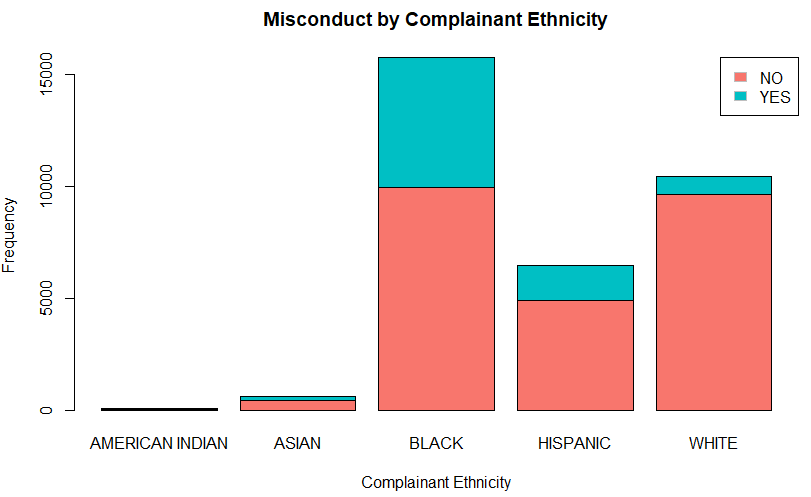 Misconduct by Complainant Ethnicity
NO
YES
Frequency
15000
10000
5000
0
AMERICAN INDIAN
ASIAN
BLACK
HISPANIC
WHITE
Complainant Ethnicity